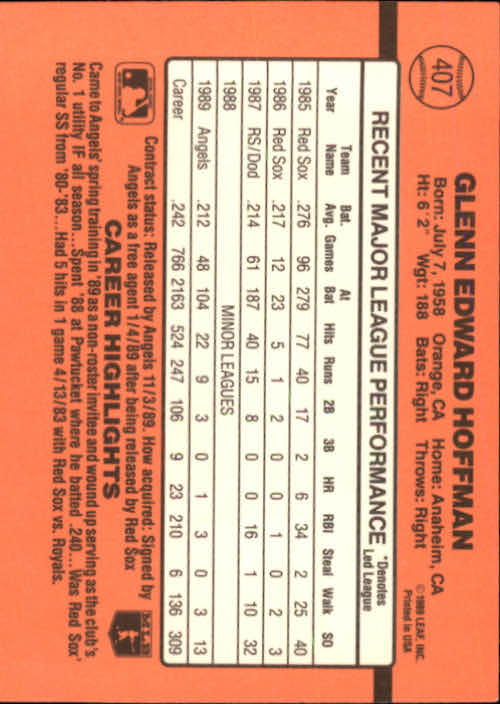 407
GLENN EDWARD HOFFMAN
Born: July 7, 1958 Orange, CA Home: Anaheim, CA
Ht: 6'2" Wgt: 188 Bats: Right Throws: Right
© 1989 LEAF, INC.
Printed in USA
RECENT MAJOR LEAGUE PERFORMANCE *Denotes Led League
Year Team Name Bat. Avg. Games At Bat Hits Runs 2B 3B HR RBI Steal Walk SO
1985 Red Sox .276 96 279 77 40 17 2 6 34 2 25 40
1986 Red Sox .217 12 23 5 1 2 0 0 1 0 2 3
1987 RS/Dod .214 61 187 40 15 8 0 0 16 1 10 32
1988 MINOR LEAGUES
1989 Angels .212 48 104 22 9 3 0 1 3 0 3 13
Career .242 766 2163 524 247 106 9 23 210 6 136 309
Contract status: Released by Angels 11/3/89. How acquired: Signed by
Angels as a free agent 1/4/89 after being released by Red Sox
CAREER HIGHLIGHTS
Came to Angels' spring training in '89 as a non-roster invitee and wound up serving as the club's
No. 1 utility IF all season...Spent '88 at Pawtucket where he batted .240...Was Red Sox'
regular SS from '80-'83...Had 5 hits in 1 game 4/13/83 with Red Sox vs. Royals.
MLBPA